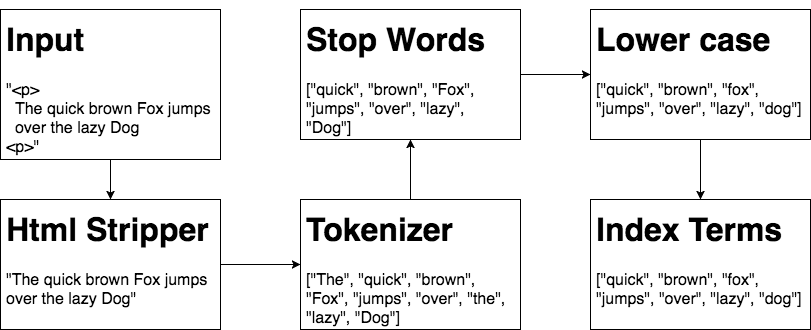 Input
"<p>
The quick brown Fox jumps
over the lazy Dog
<p>"
Html Stripper
"The quick brown Fox jumps
over the lazy Dog"
Tokenizer
["The", "quick", "brown",
"Fox", "jumps", "over", "the",
"lazy", "Dog"]
Stop Words
["quick", "brown", "Fox",
"jumps", "over", "lazy",
"Dog"]
Lower case
["quick", "brown", "fox",
"jumps", "over", "lazy", "dog"]
Index Terms
["quick", "brown", "fox",
"jumps", "over", "lazy", "dog"]